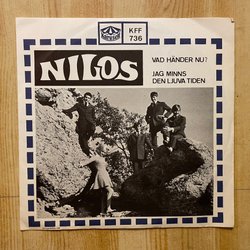 KFF
736
NILOS
VAD HÄNDER NU?
JAG MINNS
DEN LJUVA TIDEN